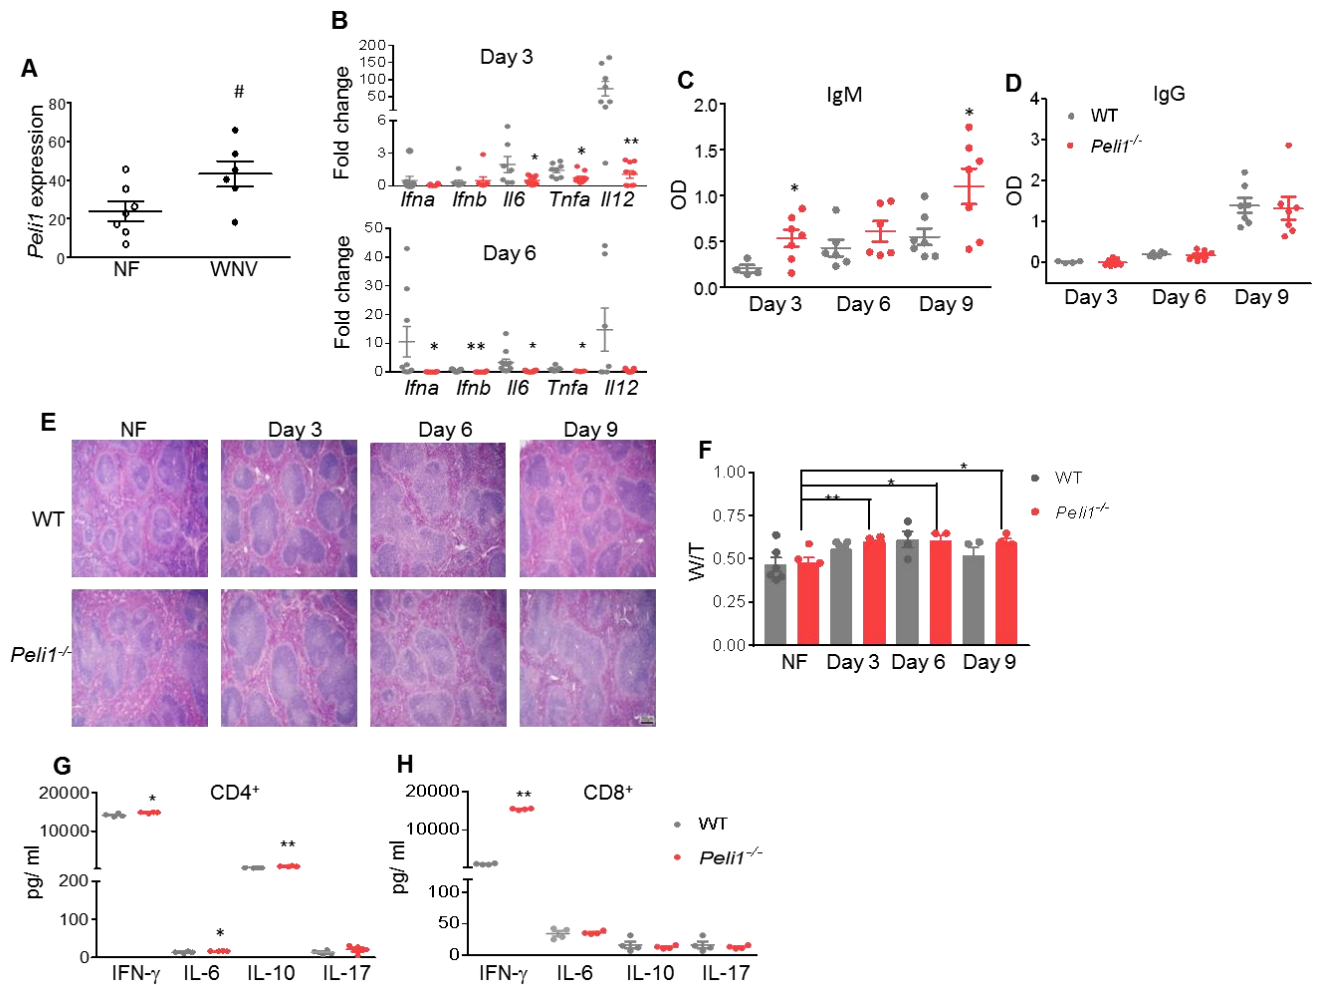 A
#
80
60
40
20
0
Peli1 expression
NF WNV
B
Day 3
Fold change
200
150
100
50
6
3
0
* * **
Ifna Ifnb Il6 Tnfa Il12
Day 6
Fold change
50
40
30
20
10
0
* ** * *
Ifna Ifnb Il6 Tnfa Il12
C
IgM
OD
2.0
1.5
1.0
0.5
0.0
* *
Day 3 Day 6 Day 9
D
IgG
WT
Peli1-/-
OD
4
3
2
1
0
Day 3 Day 6 Day 9
E
NF Day 3 Day 6 Day 9
WT
Peli1-/-
F
W/T
1.00
0.75
0.50
0.25
0.00
*
*
**
NF Day 3 Day 6 Day 9
WT
Peli1-/-
G
CD4+
pg/ ml
20000
10000
200
100
0
* * **
IFN-γ IL-6 IL-10 IL-17
H
CD8+
pg/ ml
20000
10000
100
50
0
**
IFN-γ IL-6 IL-10 IL-17
WT
Peli1-/-